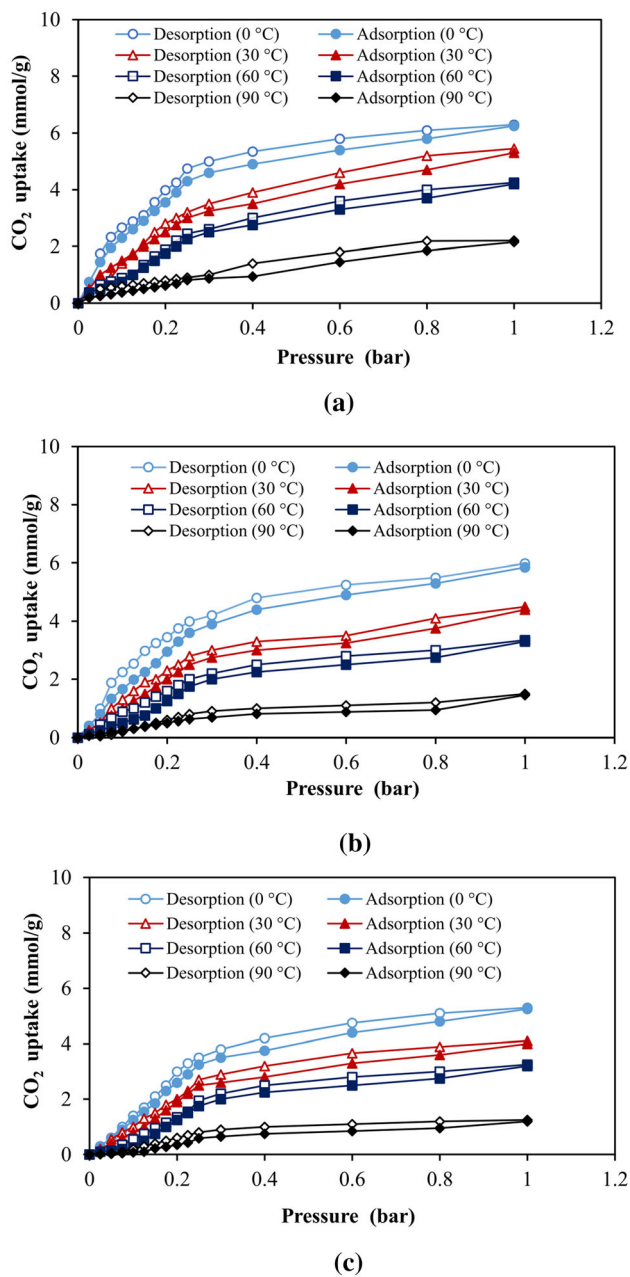 10
8
6
4
2
0
CO2 uptake (mmol/g)
Desorption (0 °C) Adsorption (0 °C)
Desorption (30 °C) Adsorption (30 °C)
Desorption (60 °C) Adsorption (60 °C)
Desorption (90 °C) Adsorption (90 °C)
0 0.2 0.4 0.6 0.8 1 1.2
Pressure (bar)
(a)
10
8
6
4
2
0
CO2 uptake (mmol/g)
Desorption (0 °C) Adsorption (0 °C)
Desorption (30 °C) Adsorption (30 °C)
Desorption (60 °C) Adsorption (60 °C)
Desorption (90 °C) Adsorption (90 °C)
0 0.2 0.4 0.6 0.8 1 1.2
Pressure (bar)
(b)
10
8
6
4
2
0
CO2 uptake (mmol/g)
Desorption (0 °C) Adsorption (0 °C)
Desorption (30 °C) Adsorption (30 °C)
Desorption (60 °C) Adsorption (60 °C)
Desorption (90 °C) Adsorption (90 °C)
0 0.2 0.4 0.6 0.8 1 1.2
Pressure (bar)
(c)